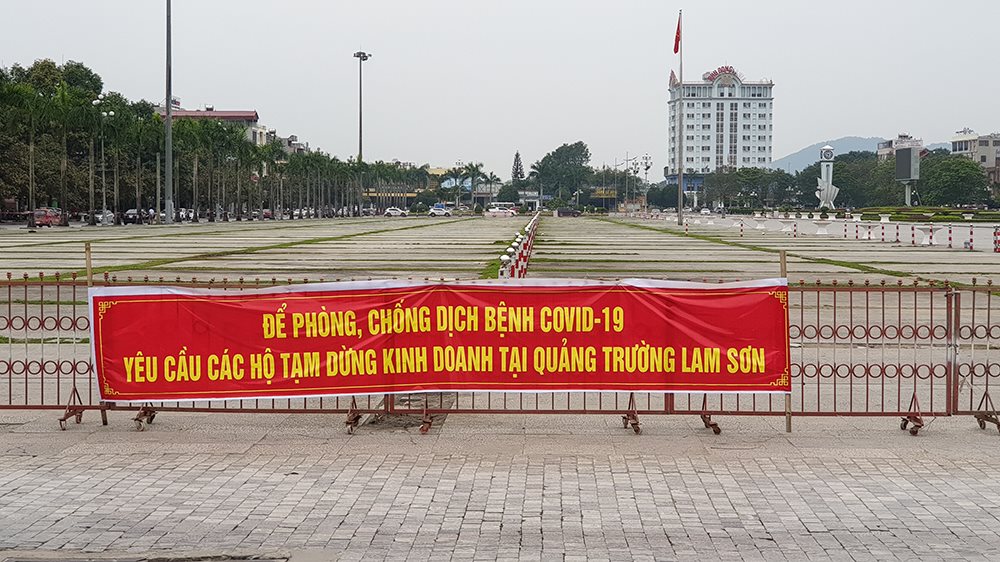 ĐỂ PHÒNG, CHỐNG DỊCH BỆNH COVID-19
YÊU CẦU CÁC HỘ TẠM DỪNG KINH DOANH TẠI QUẢNG TRƯỜNG LAM SƠN